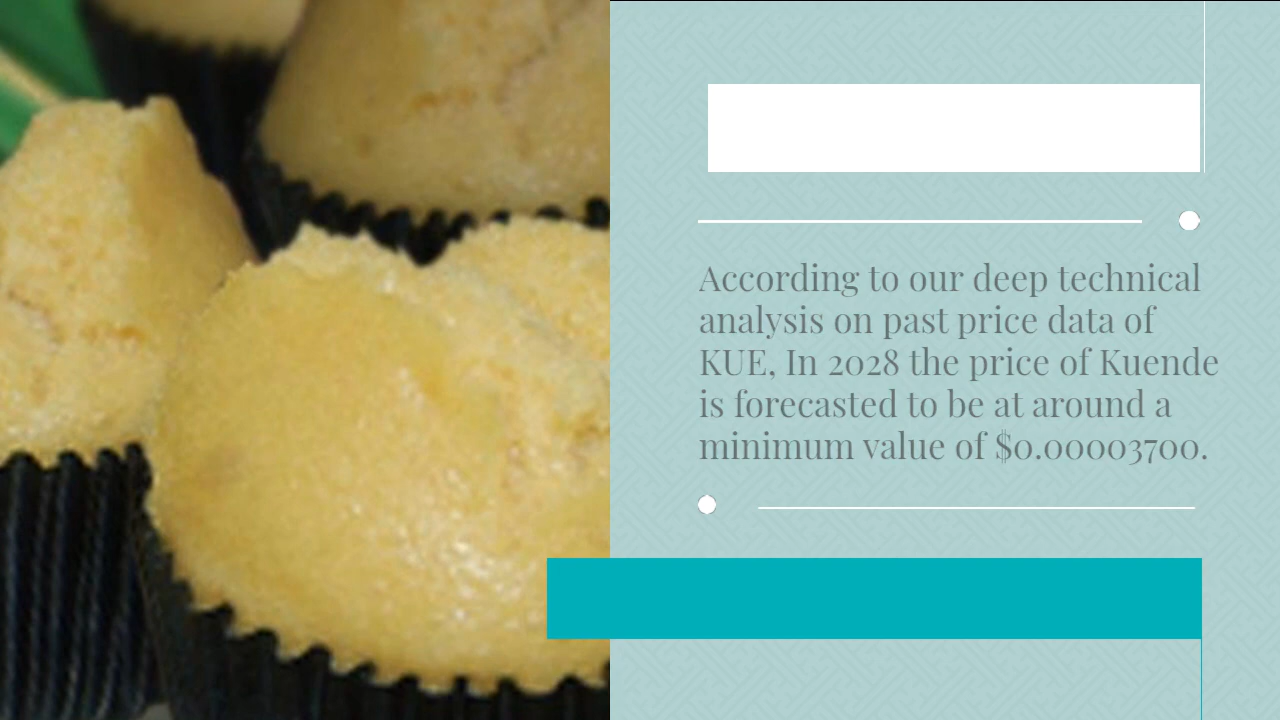 According to our deep technical
analysis on past price data of
KUE, In 2028 the price of Kuende
is forecasted to be at around a
minimum value of $0.00003700.